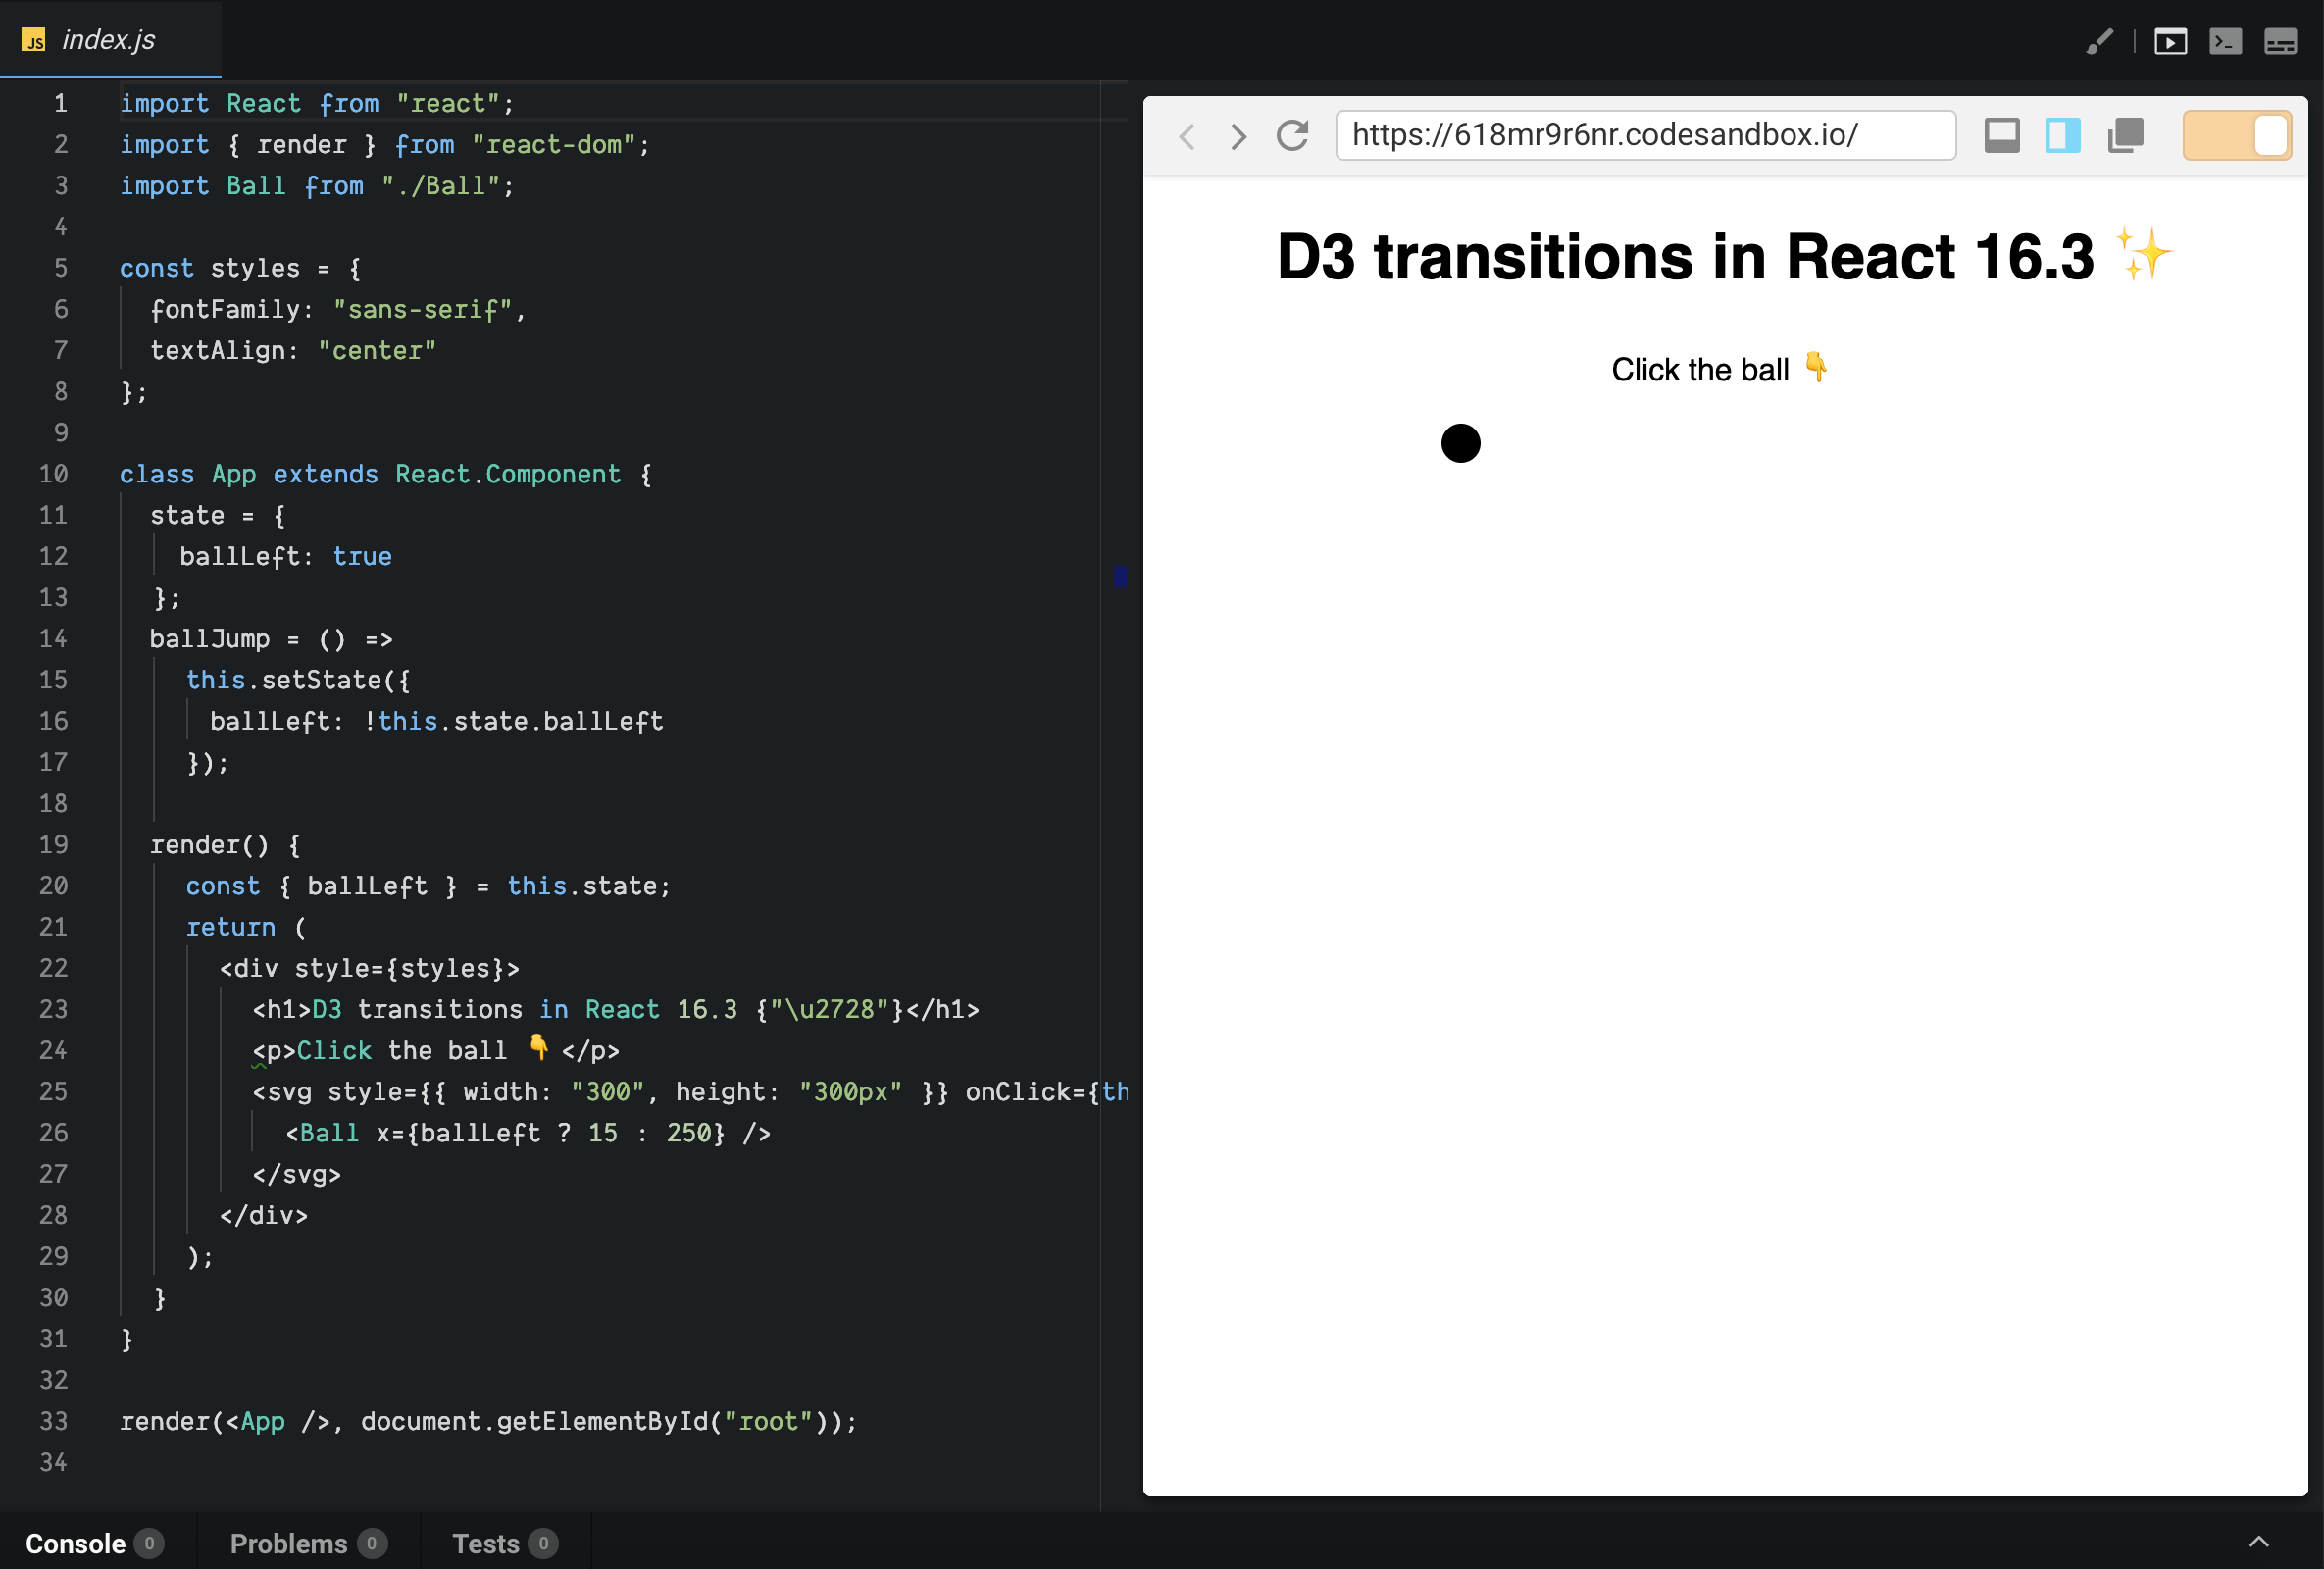 JS index.js
1 import React from "react";
2 import { render } from "react-dom";
3 import Ball from "./Ball";
4
5 const styles = {
6 fontFamily: "sans-serif",
7 textAlign: "center"
8 };
9
10 class App extends React.Component {
11 state = {
12 ballLeft: true
13 };
14 ballJump = () =>
15 this.setState({
16 ballLeft: !this.state.ballLeft
17 });
18
19 render() {
20 const { ballLeft } = this.state;
21 return (
22 <div style={styles}>
23 <h1>D3 transitions in React 16.3 {"\u2728"}</h1>
24 <p>Click the ball 👇 </p>
25 <svg style={{ width: "300", height: "300px" }} onClick={th
26 <Ball x={ballLeft ? 15 : 250} />
27 </svg>
28 </div>
29 );
30 }
31 }
32
33 render(<App />, document.getElementById("root"));
34
https://618mr9r6nr.codesandbox.io/
D3 transitions in React 16.3 ✨
Click the ball 👇
Console 0 Problems 0 Tests 0